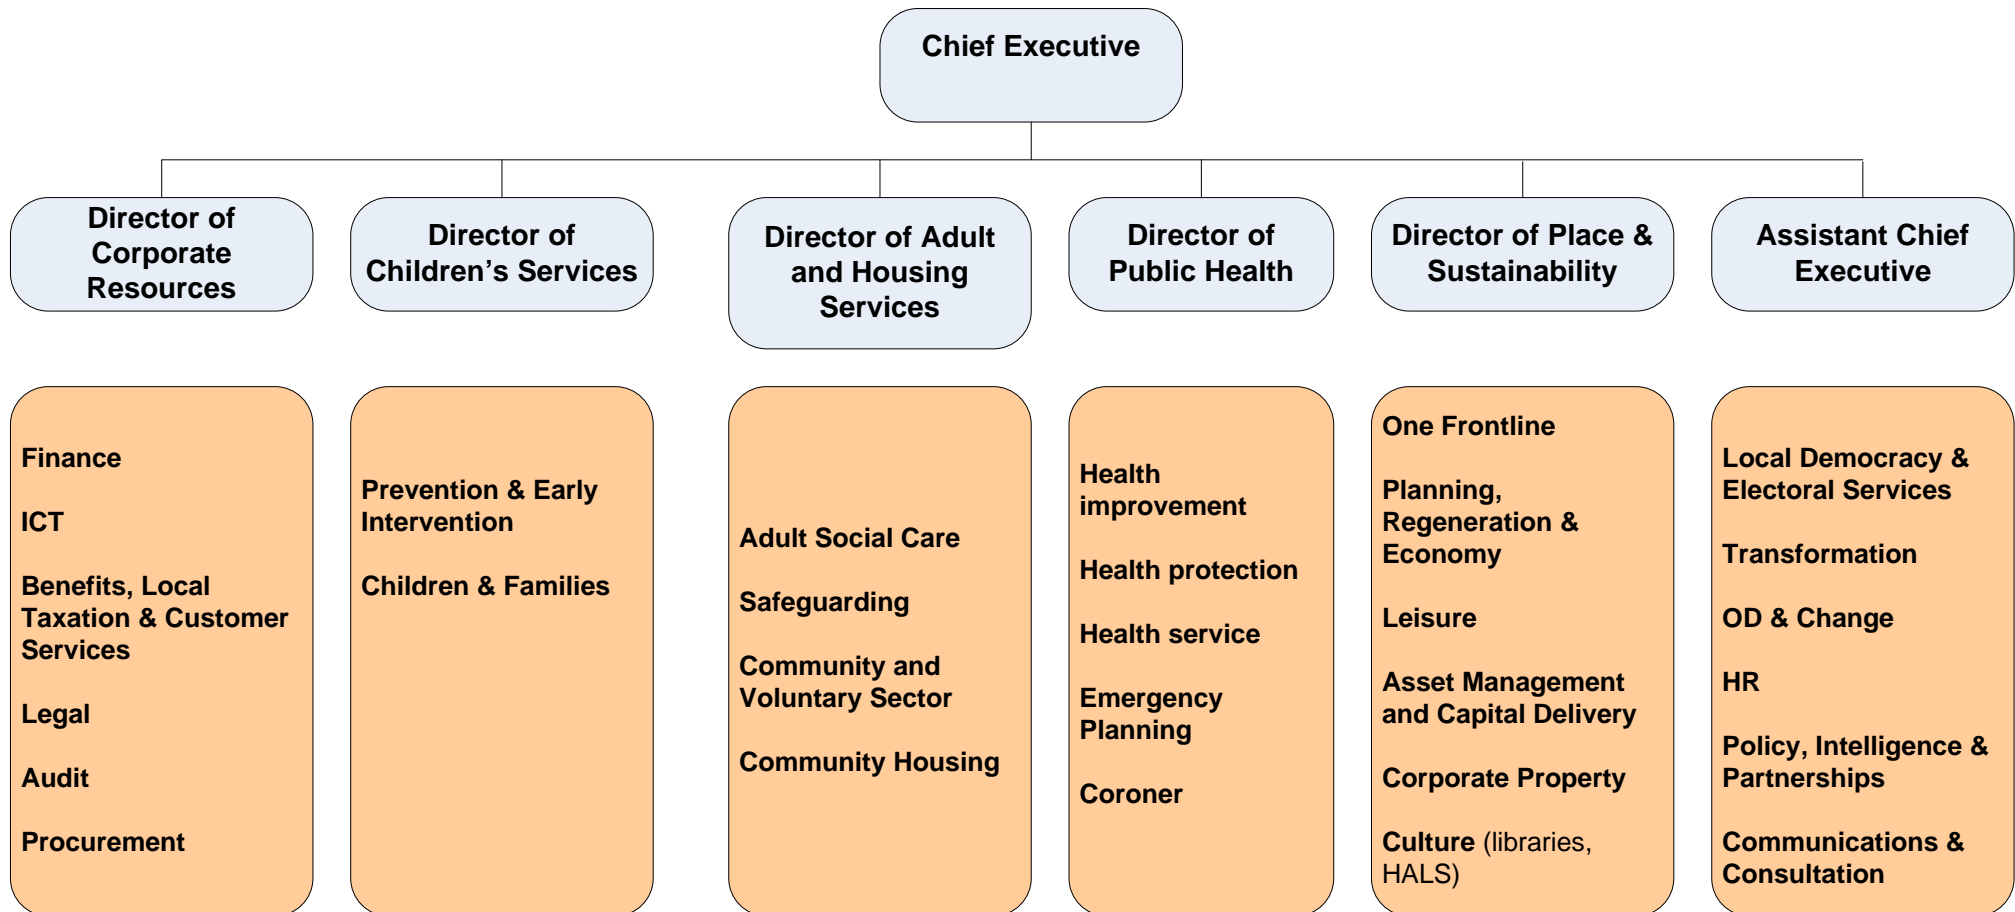 Chief Executive
Director of
Corporate
Resources
Director of
Children’s Services
Director of Adult
and Housing
Services
Director of
Public Health
Director of Place &
Sustainability
Assistant Chief
Executive
Finance
ICT
Benefits, Local
Taxation & Customer
Services
Legal
Audit
Procurement
Prevention & Early
Intervention
Children & Families
Adult Social Care
Safeguarding
Community and
Voluntary Sector
Community Housing
Health
improvement
Health protection
Health service
Emergency
Planning
Coroner
One Frontline
Planning,
Regeneration &
Economy
Leisure
Asset Management
and Capital Delivery
Corporate Property
Culture (libraries,
HALS)
Local Democracy &
Electoral Services
Transformation
OD & Change
HR
Policy, Intelligence &
Partnerships
Communications &
Consultation